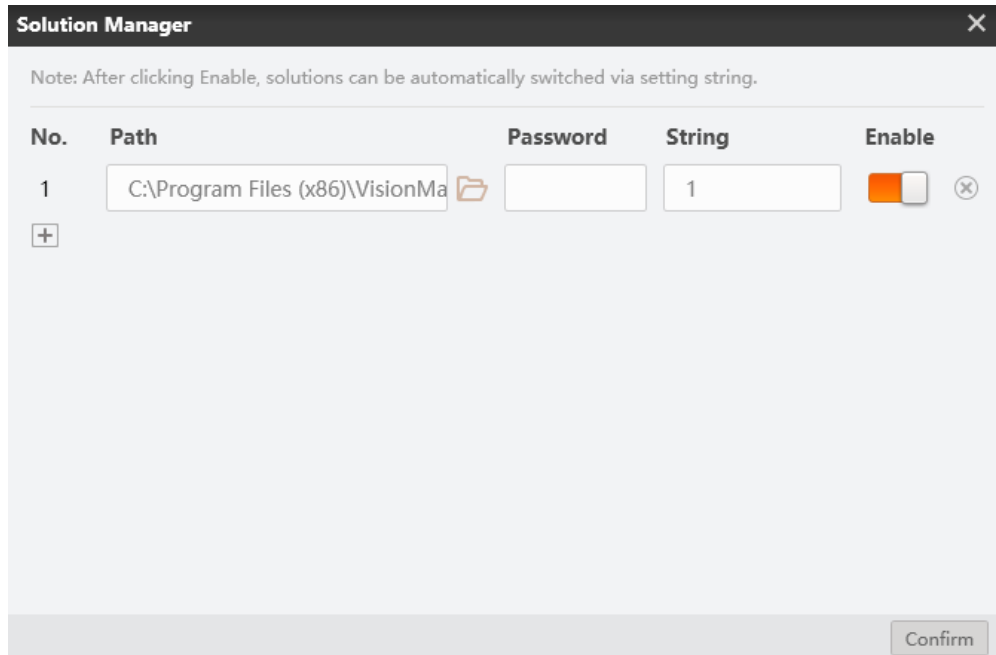 Solution Manager
Note: After clicking Enable, solutions can be automatically switched via setting string.
No. Path Password String Enable
1 C:\Program Files (x86)\VisionMa 1
Confirm